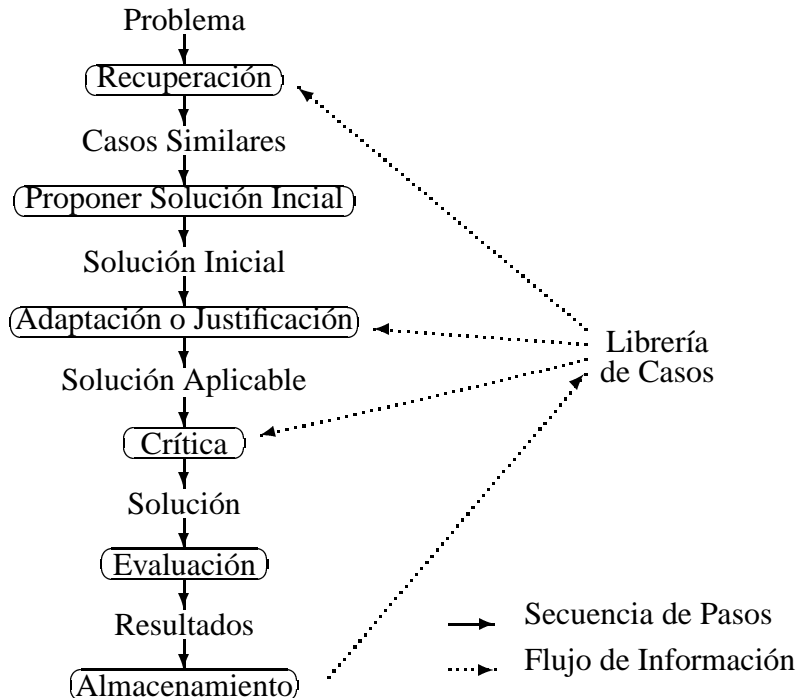 Problema
Recuperación
Casos Similares
Proponer Solución Incial
Solución Inicial
Adaptación o Justificación
Solución Aplicable
Crítica
Solución
Evaluación
Resultados
Almacenamiento
Librería
de Casos
Secuencia de Pasos
Flujo de Información